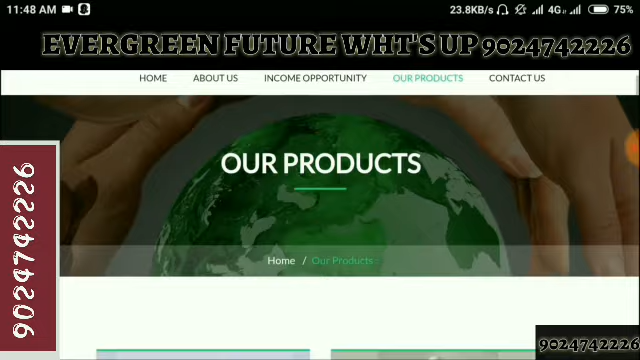 11:48 AM 23.8KB/s 4G 75%
EVERGREEN FUTURE WHT'S UP 9024742226
HOME ABOUT US INCOME OPPORTUNITY OUR PRODUCTS CONTACT US
OUR PRODUCTS
Home / Our Products
9024742226
9024742226